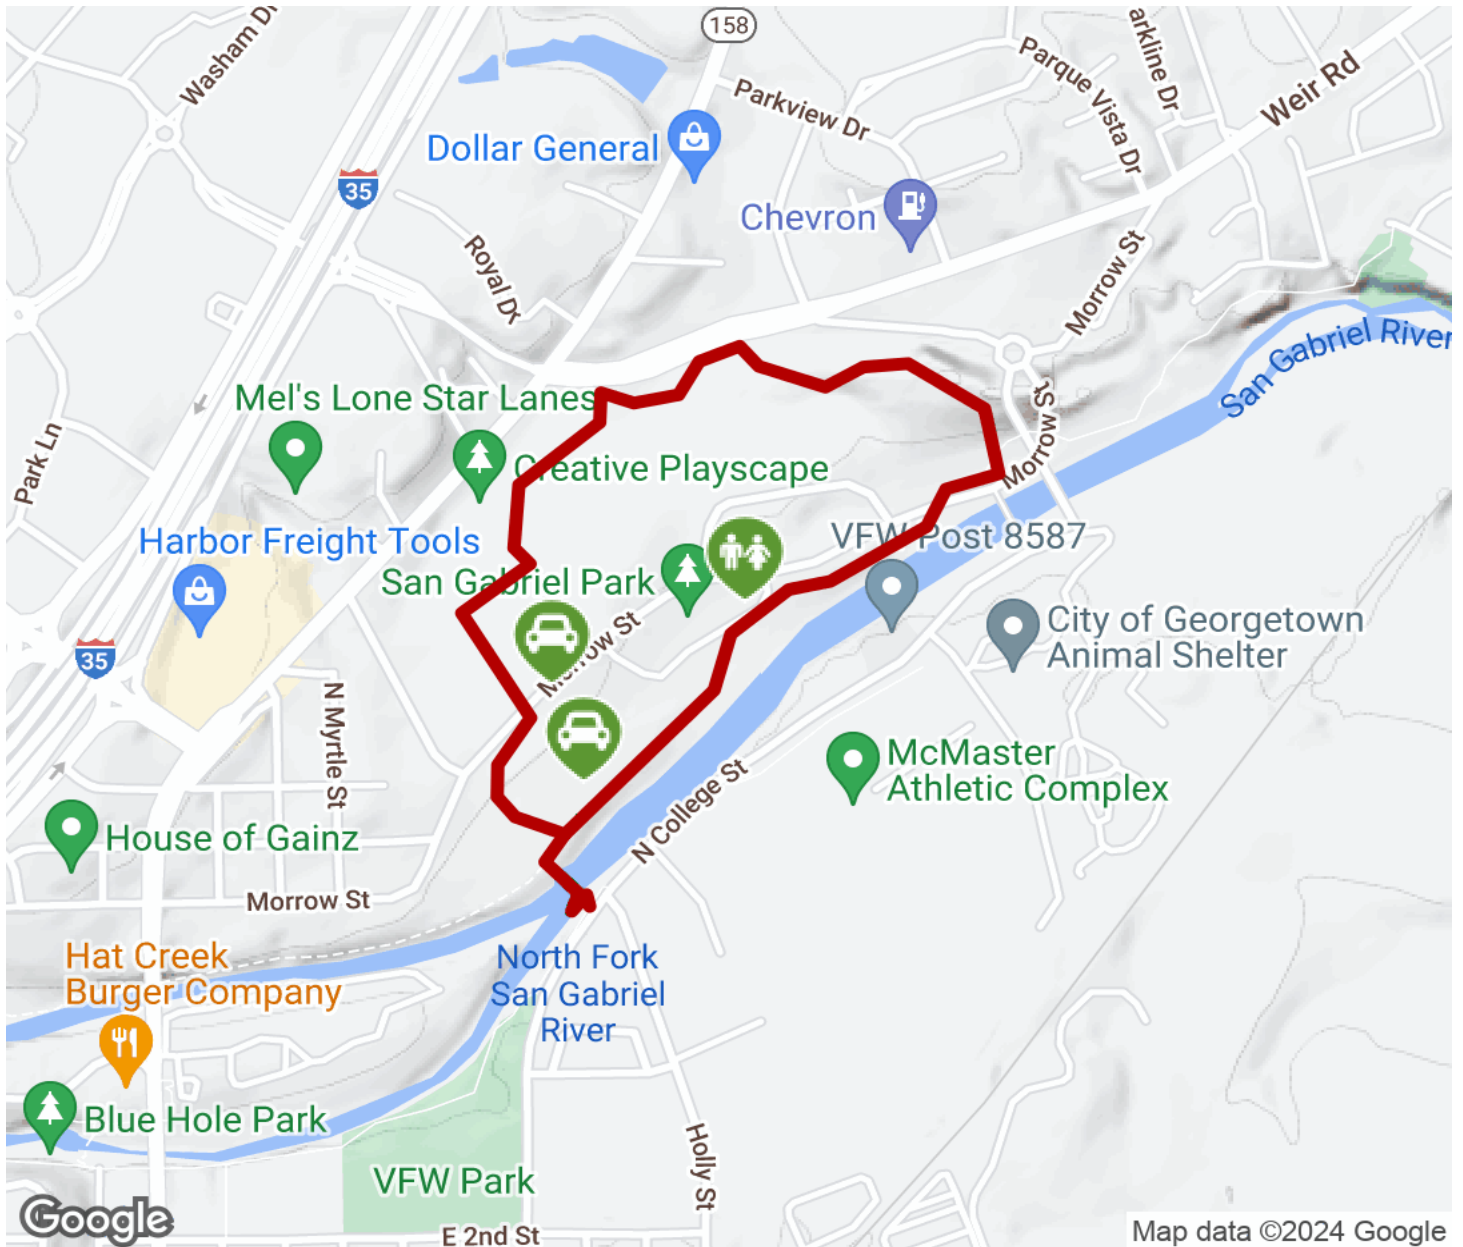 158
Washam Dr
Parkview Dr
Parque Vista Dr
arkline Dr
Weir Rd
Dollar General
35
Chevron
Royal Dr
Morrow St
San Gabriel River
Mel's Lone Star Lanes
Morrow St
Park Ln
Creative Playscape
Harbor Freight Tools
VFW Post 8587
San Gabriel Park
Morrow St
City of Georgetown
Animal Shelter
35
N Myrtle St
McMaster
Athletic Complex
N College St
House of Gainz
Morrow St
Hat Creek
Burger Company
North Fork
San Gabriel
River
Blue Hole Park
VFW Park
Holly St
E 2nd St
Google
Map data ©2024 Google